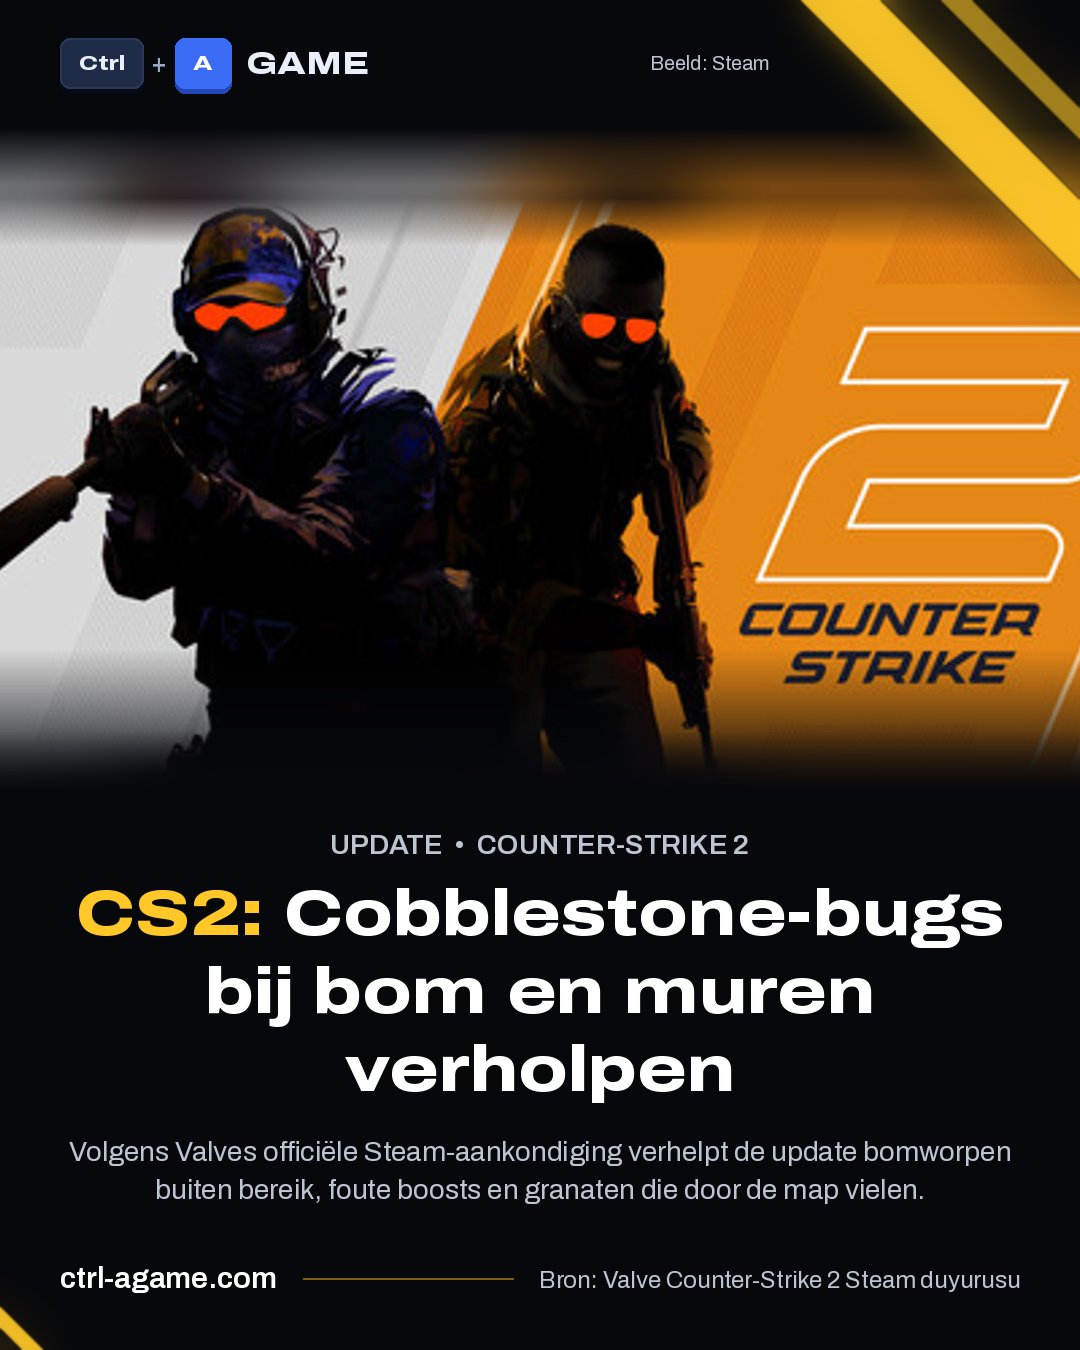 Ctrl + A GAME
Beeld: Steam
2
COUNTER
STRIKE
UPDATE • COUNTER-STRIKE 2
CS2: Cobblestone-bugs
bij bom en muren
verholpen
Volgens Valves officiële Steam-aankondiging verhelpt de update bomworpen
buiten bereik, foute boosts en granaten die door de map vielen.
ctrl-agame.com
Bron: Valve Counter-Strike 2 Steam duyurusu